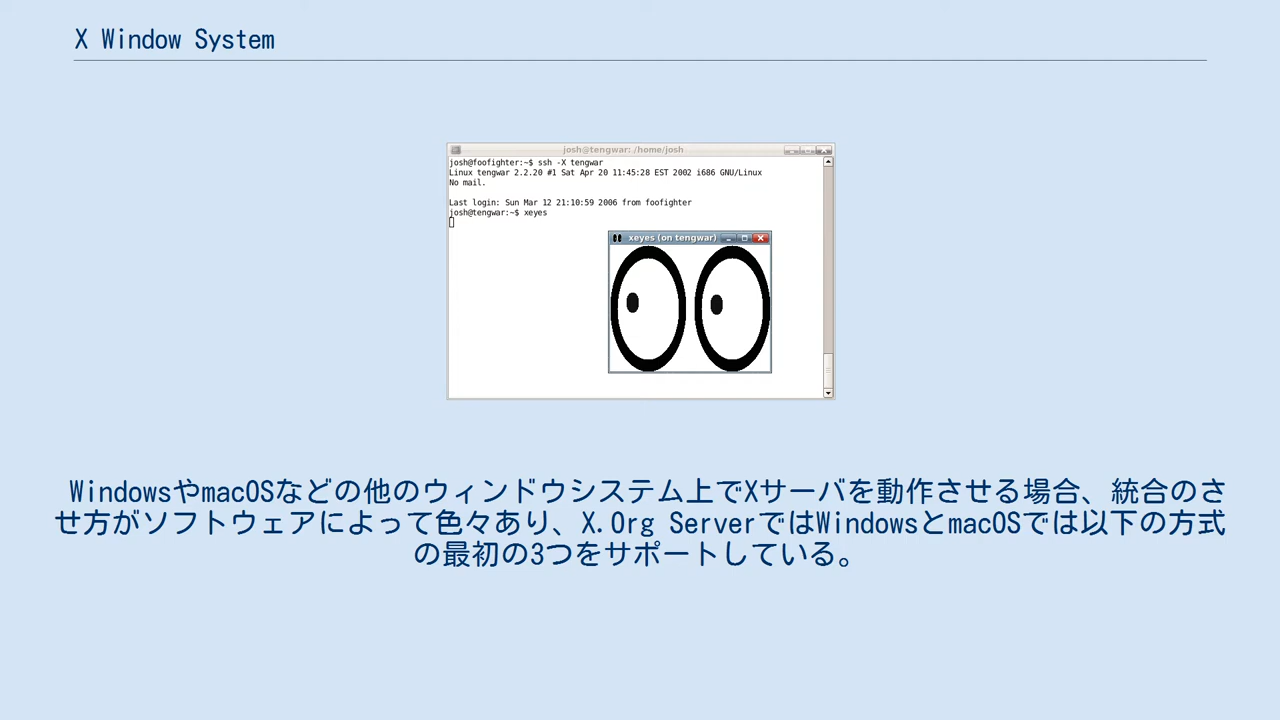 X Window System
josh@tengwar: /home/josh
josh@foofighter:~$ ssh -X tengwar
Linux tengwar 2.2.20 #1 Sat Apr 20 11:45:28 EST 2002 i686 GNU/Linux
No mail.
Last login: Sun Mar 12 21:10:59 2006 from foofighter
josh@tengwar:~$ xeyes
xeyes (on tengwar)
WindowsやmacOSなどの他のウィンドウシステム上でXサーバを動作させる場合、統合のさ
せ方がソフトウェアによって色々あり、X.Org ServerではWindowsとmacOSでは以下の方式
の最初の3つをサポートしている。